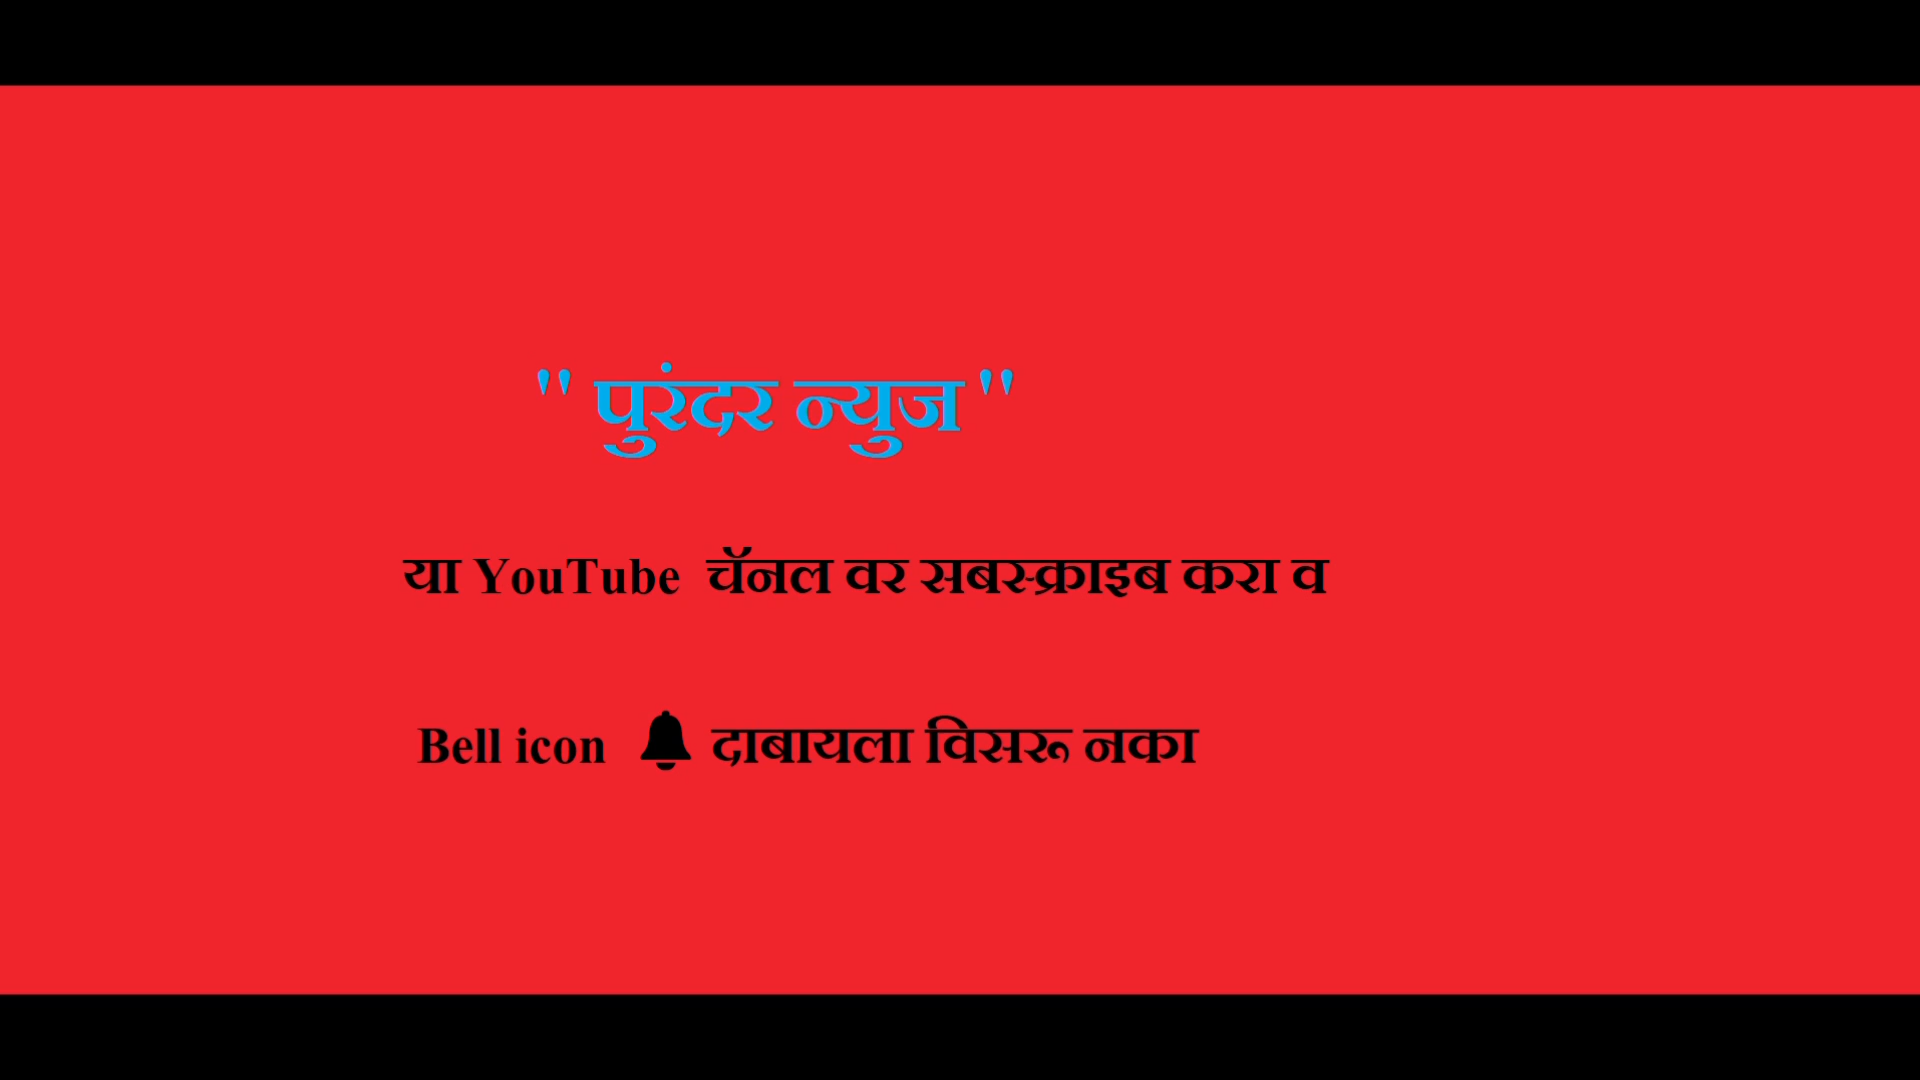 " पुरंदर न्युज "
या YouTube चॅनल वर सबस्क्राइब करा व
Bell icon 🔔 दाबायला विसरू नका